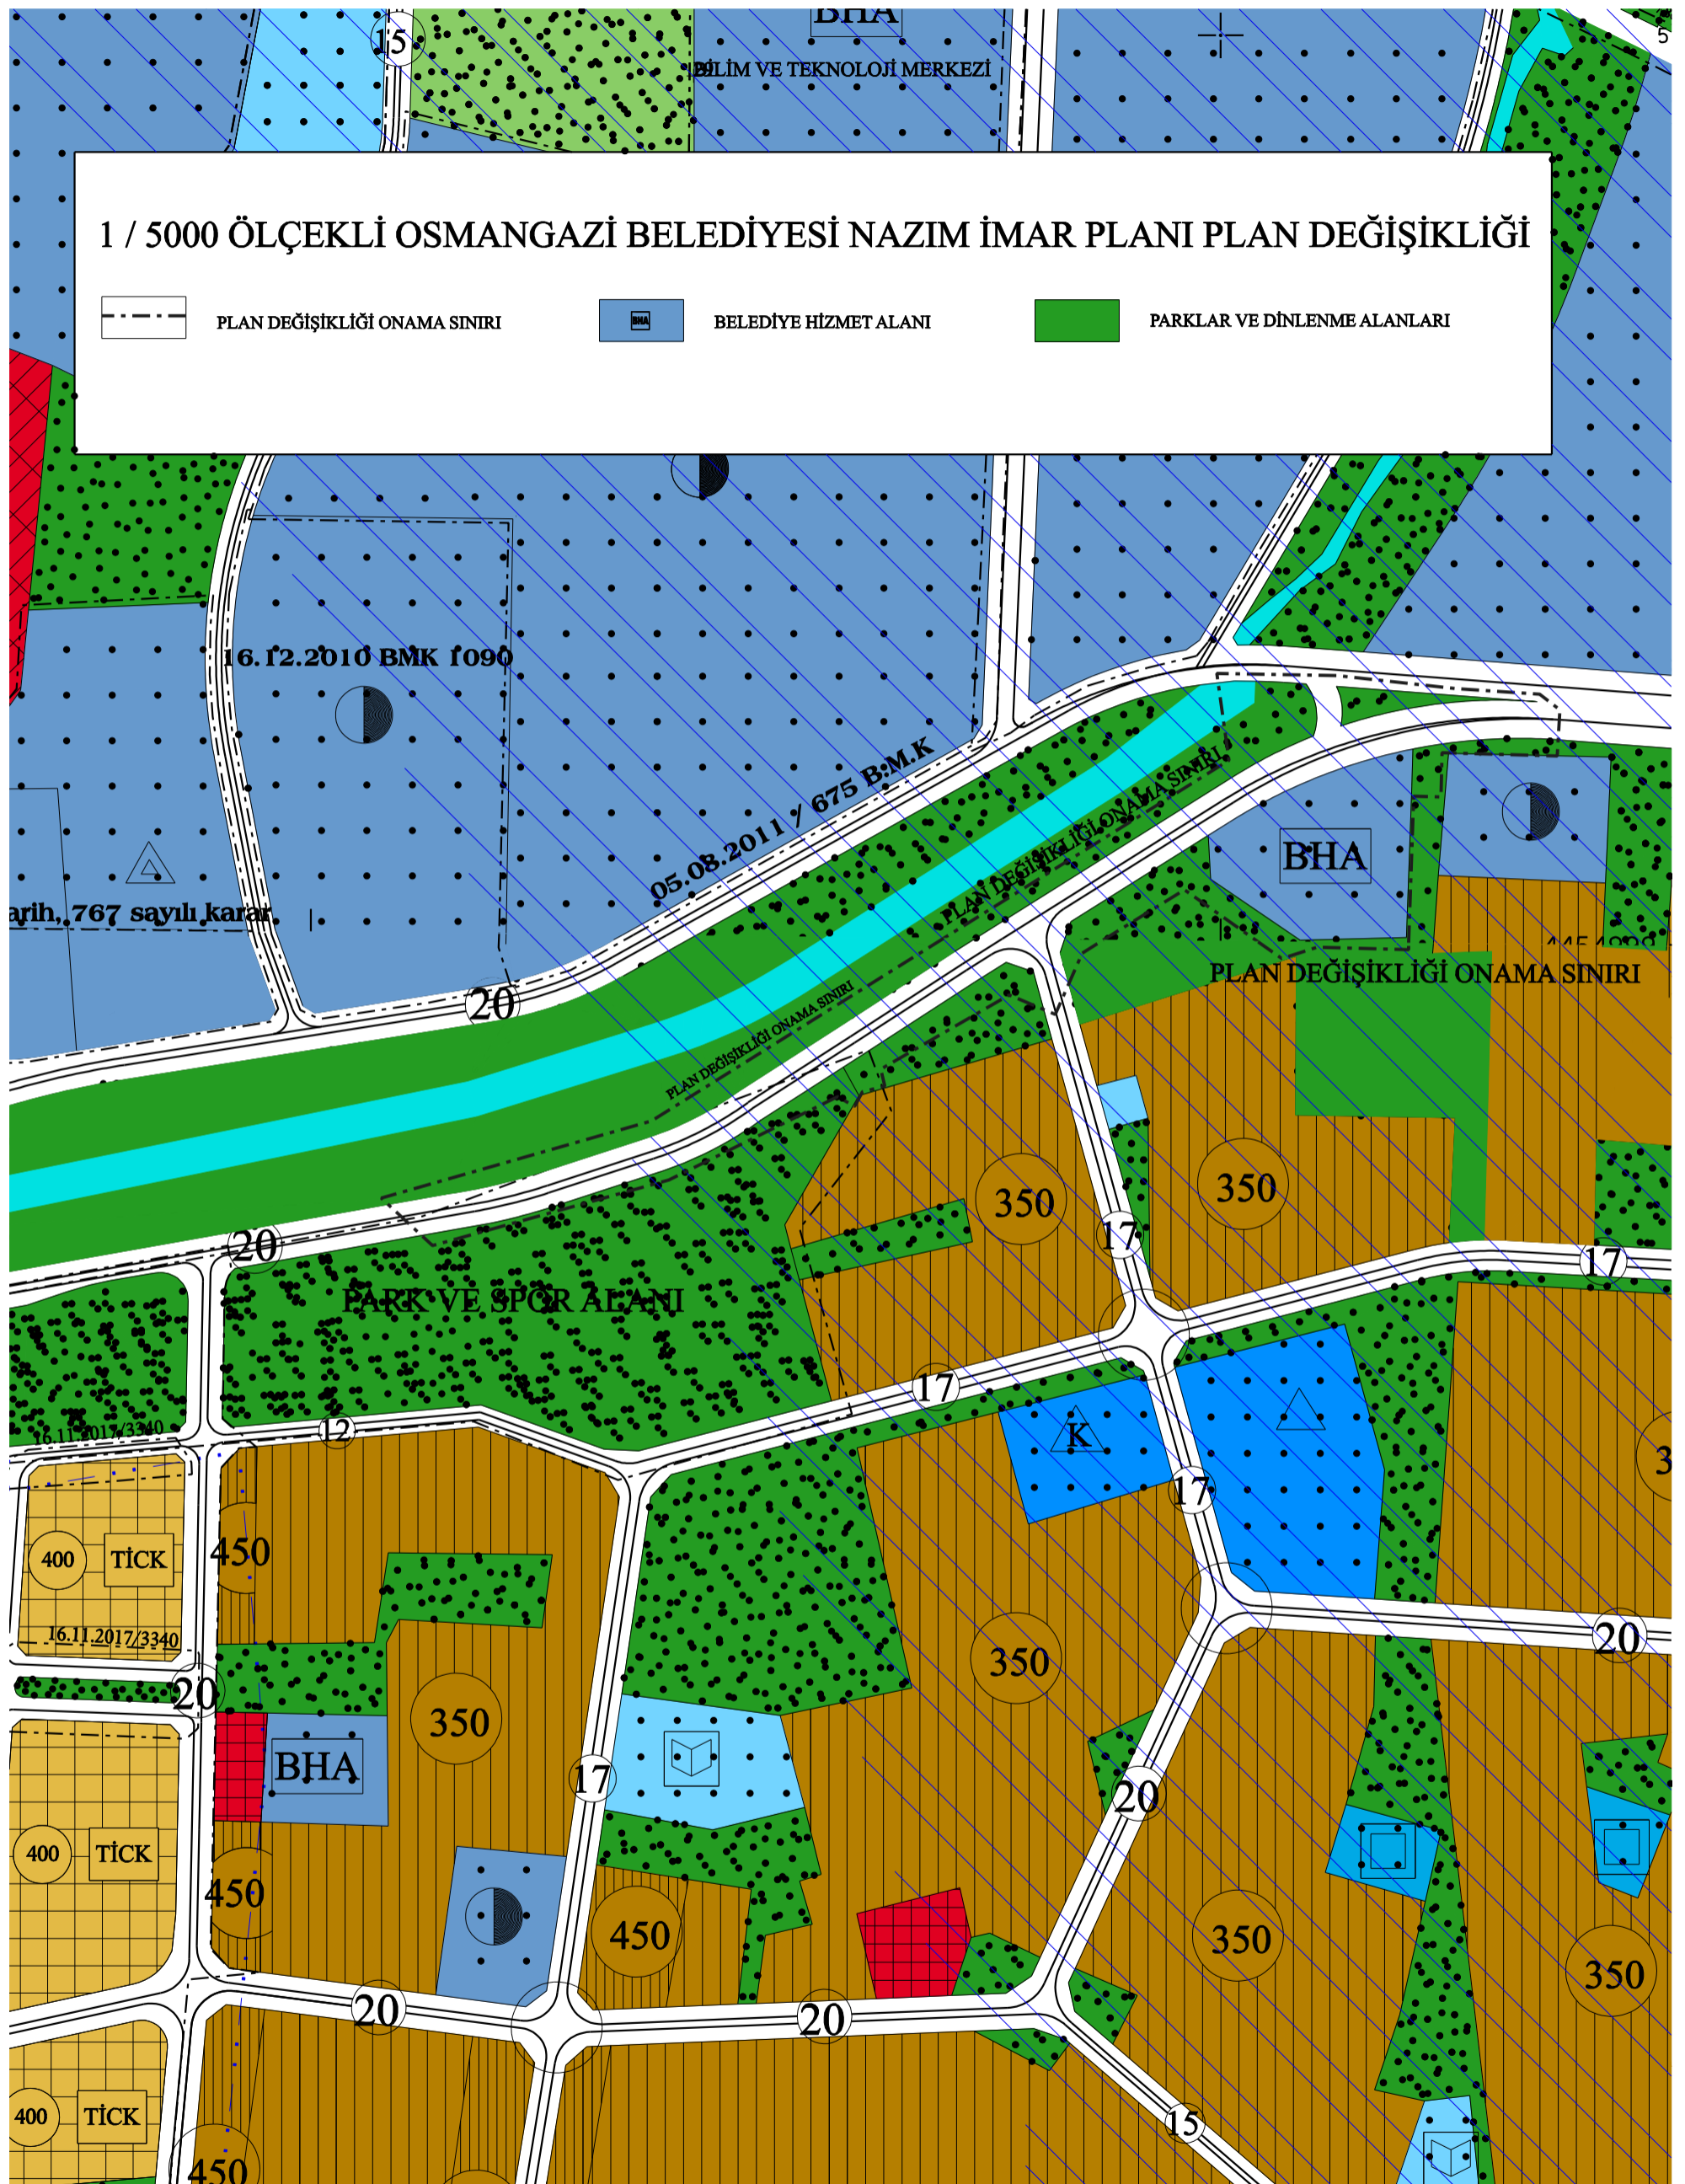 15
BHA
BİLİM VE TEKNOLOJİ MERKEZİ
5
1 / 5000 ÖLÇEKLİ OSMANGAZİ BELEDİYESİ NAZIM İMAR PLANI PLAN DEĞİŞİKLİĞİ
PLAN DEĞİŞİKLİĞİ ONAMA SINIRI
BHA
BELEDİYE HİZMET ALANI
PARKLAR VE DİNLENME ALANLARI
16.12.2010 BMK 1090
05.08.2011 / 675 B.M.K
PLAN DEĞİŞİKLİĞİ ONAMA SINIRI
BHA
arih, 767 sayılı karar
PLAN DEĞİŞİKLİĞİ ONAMA SINIRI
20
PLAN DEĞİŞİKLİĞİ ONAMA SINIRI
350
350
17
20
17
PARK VE SPOR ALANI
17
12
16.11.2017/3340
K
17
400
TİCK
450
16.11.2017/3340
20
350
20
350
BHA
17
20
400
TİCK
450
450
350
350
20
20
400
TİCK
15
450